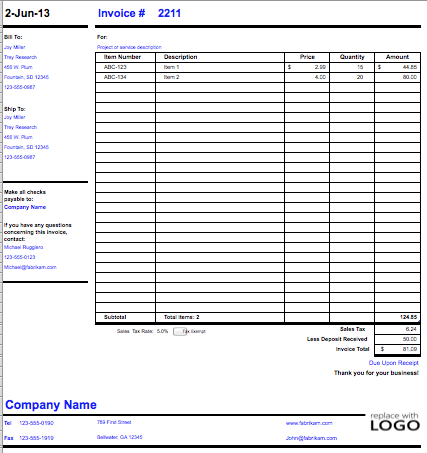 2-Jun-13 Invoice # 2211
Bill To:
Joy Miller
Trey Research
456 W. Plum
Fountain, SD 12345
123-555-0987
For:
Project or service description
Item Number Description Price Quantity Amount
ABC-123 Item 1 $ 2.99 15 $ 44.85
ABC-134 Item 2 4.00 20 80.00
Ship To:
Joy Miller
Trey Research
456 W. Plum
Fountain, SD 12345
123-555-0987
Make all checks
payable to:
Company Name
If you have any questions
concerning this invoice,
contact:
Michael Ruggiero
123-555-0123
Michael@fabrikam.com
Subtotal Total items: 2 124.85
Sales Tax Rate: 5.0% Tax Exempt
Sales Tax 6.24
Less Deposit Received 50.00
Invoice Total $ 81.09
Due Upon Receipt
Thank you for your business!
Company Name
Tel 123-555-0190 789 First Street www.fabrikam.com
Fax 123-555-1919 Bellwater, GA 12345 John@fabrikam.com
replace with
LOGO